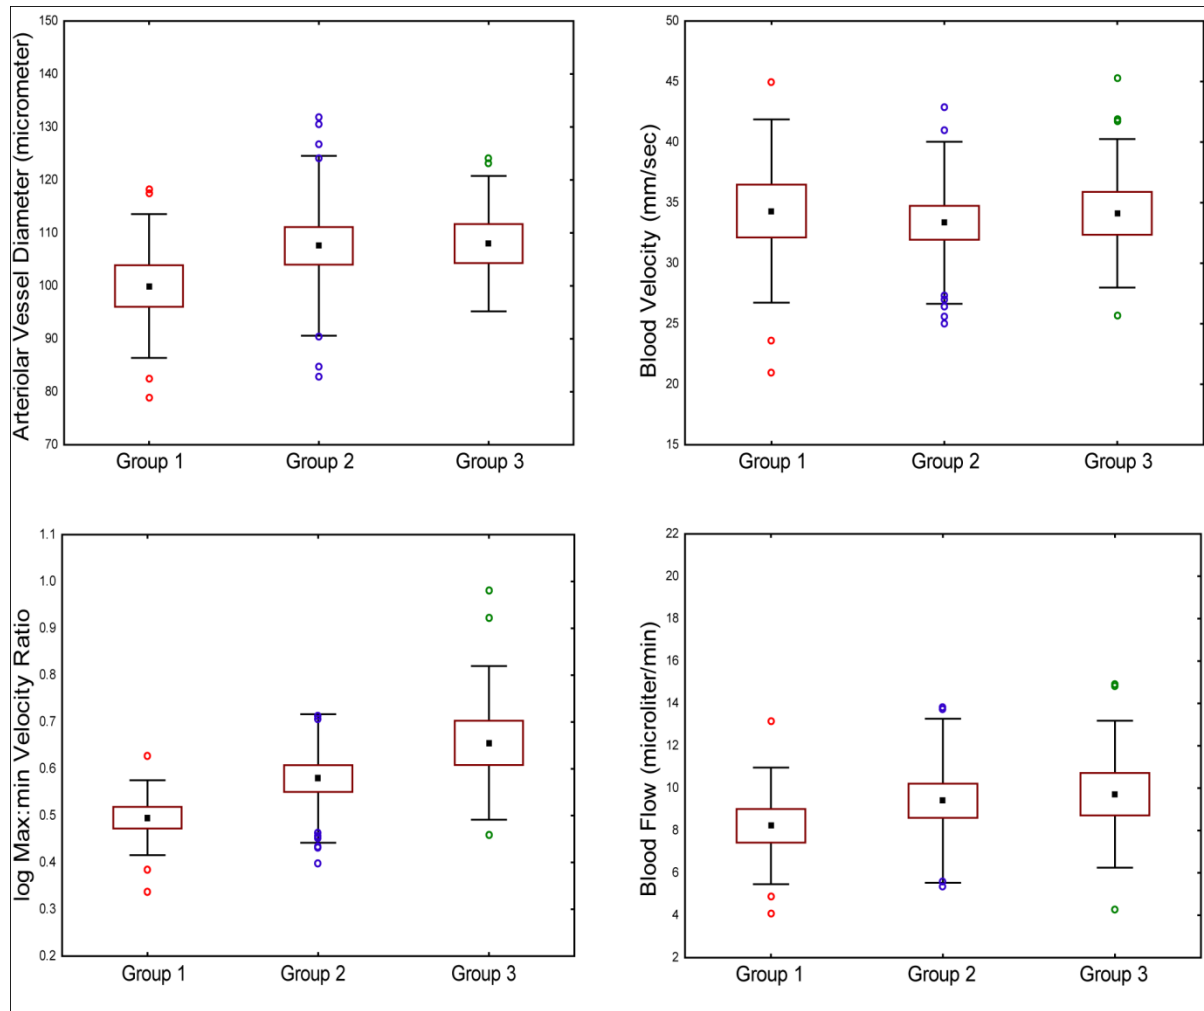 Arteriolar Vessel Diameter (micrometer)
150
140
130
120
110
100
90
80
70
Group 1
Group 2
Group 3
Blood Velocity (mm/sec)
50
45
40
35
30
25
20
15
Group 1
Group 2
Group 3
log Max:min Velocity Ratio
1.1
1.0
0.9
0.8
0.7
0.6
0.5
0.4
0.3
0.2
Group 1
Group 2
Group 3
Blood Flow (microliter/min)
22
20
18
16
14
12
10
8
6
4
2
Group 1
Group 2
Group 3